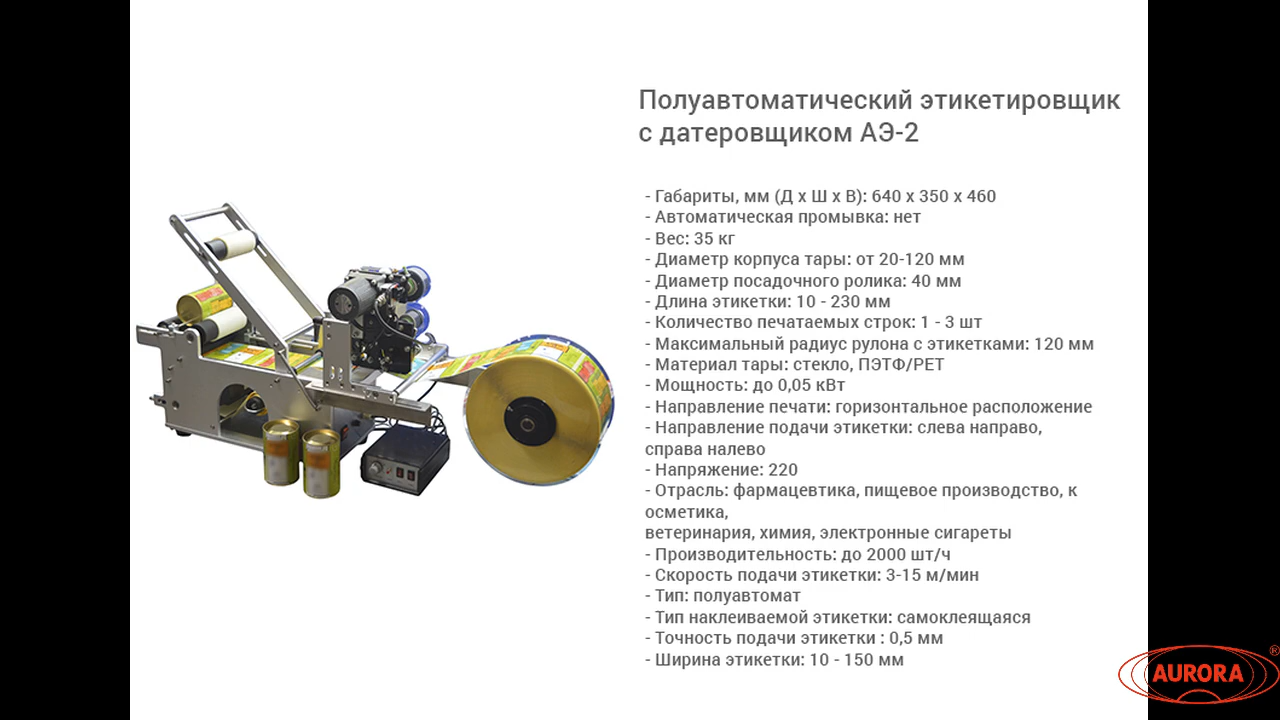 Полуавтоматический этикетировщик
с датеровщиком АЭ-2
- Габариты, мм (Д х Ш х В): 640 х 350 х 460
- Автоматическая промывка: нет
- Вес: 35 кг
- Диаметр корпуса тары: от 20-120 мм
- Диаметр посадочного ролика: 40 мм
- Длина этикетки: 10 - 230 мм
- Количество печатаемых строк: 1 - 3 шт
- Максимальный радиус рулона с этикетками: 120 мм
- Материал тары: стекло, ПЭТФ/PET
- Мощность: до 0,05 кВт
- Направление печати: горизонтальное расположение
- Направление подачи этикетки: слева направо,
справа налево
- Напряжение: 220
- Отрасль: фармацевтика, пищевое производство, к
осметика,
ветеринария, химия, электронные сигареты
- Производительность: до 2000 шт/ч
- Скорость подачи этикетки: 3-15 м/мин
- Тип: полуавтомат
- Тип наклеиваемой этикетки: самоклеящаяся
- Точность подачи этикетки : 0,5 мм
- Ширина этикетки: 10 - 150 мм
AURORA ®